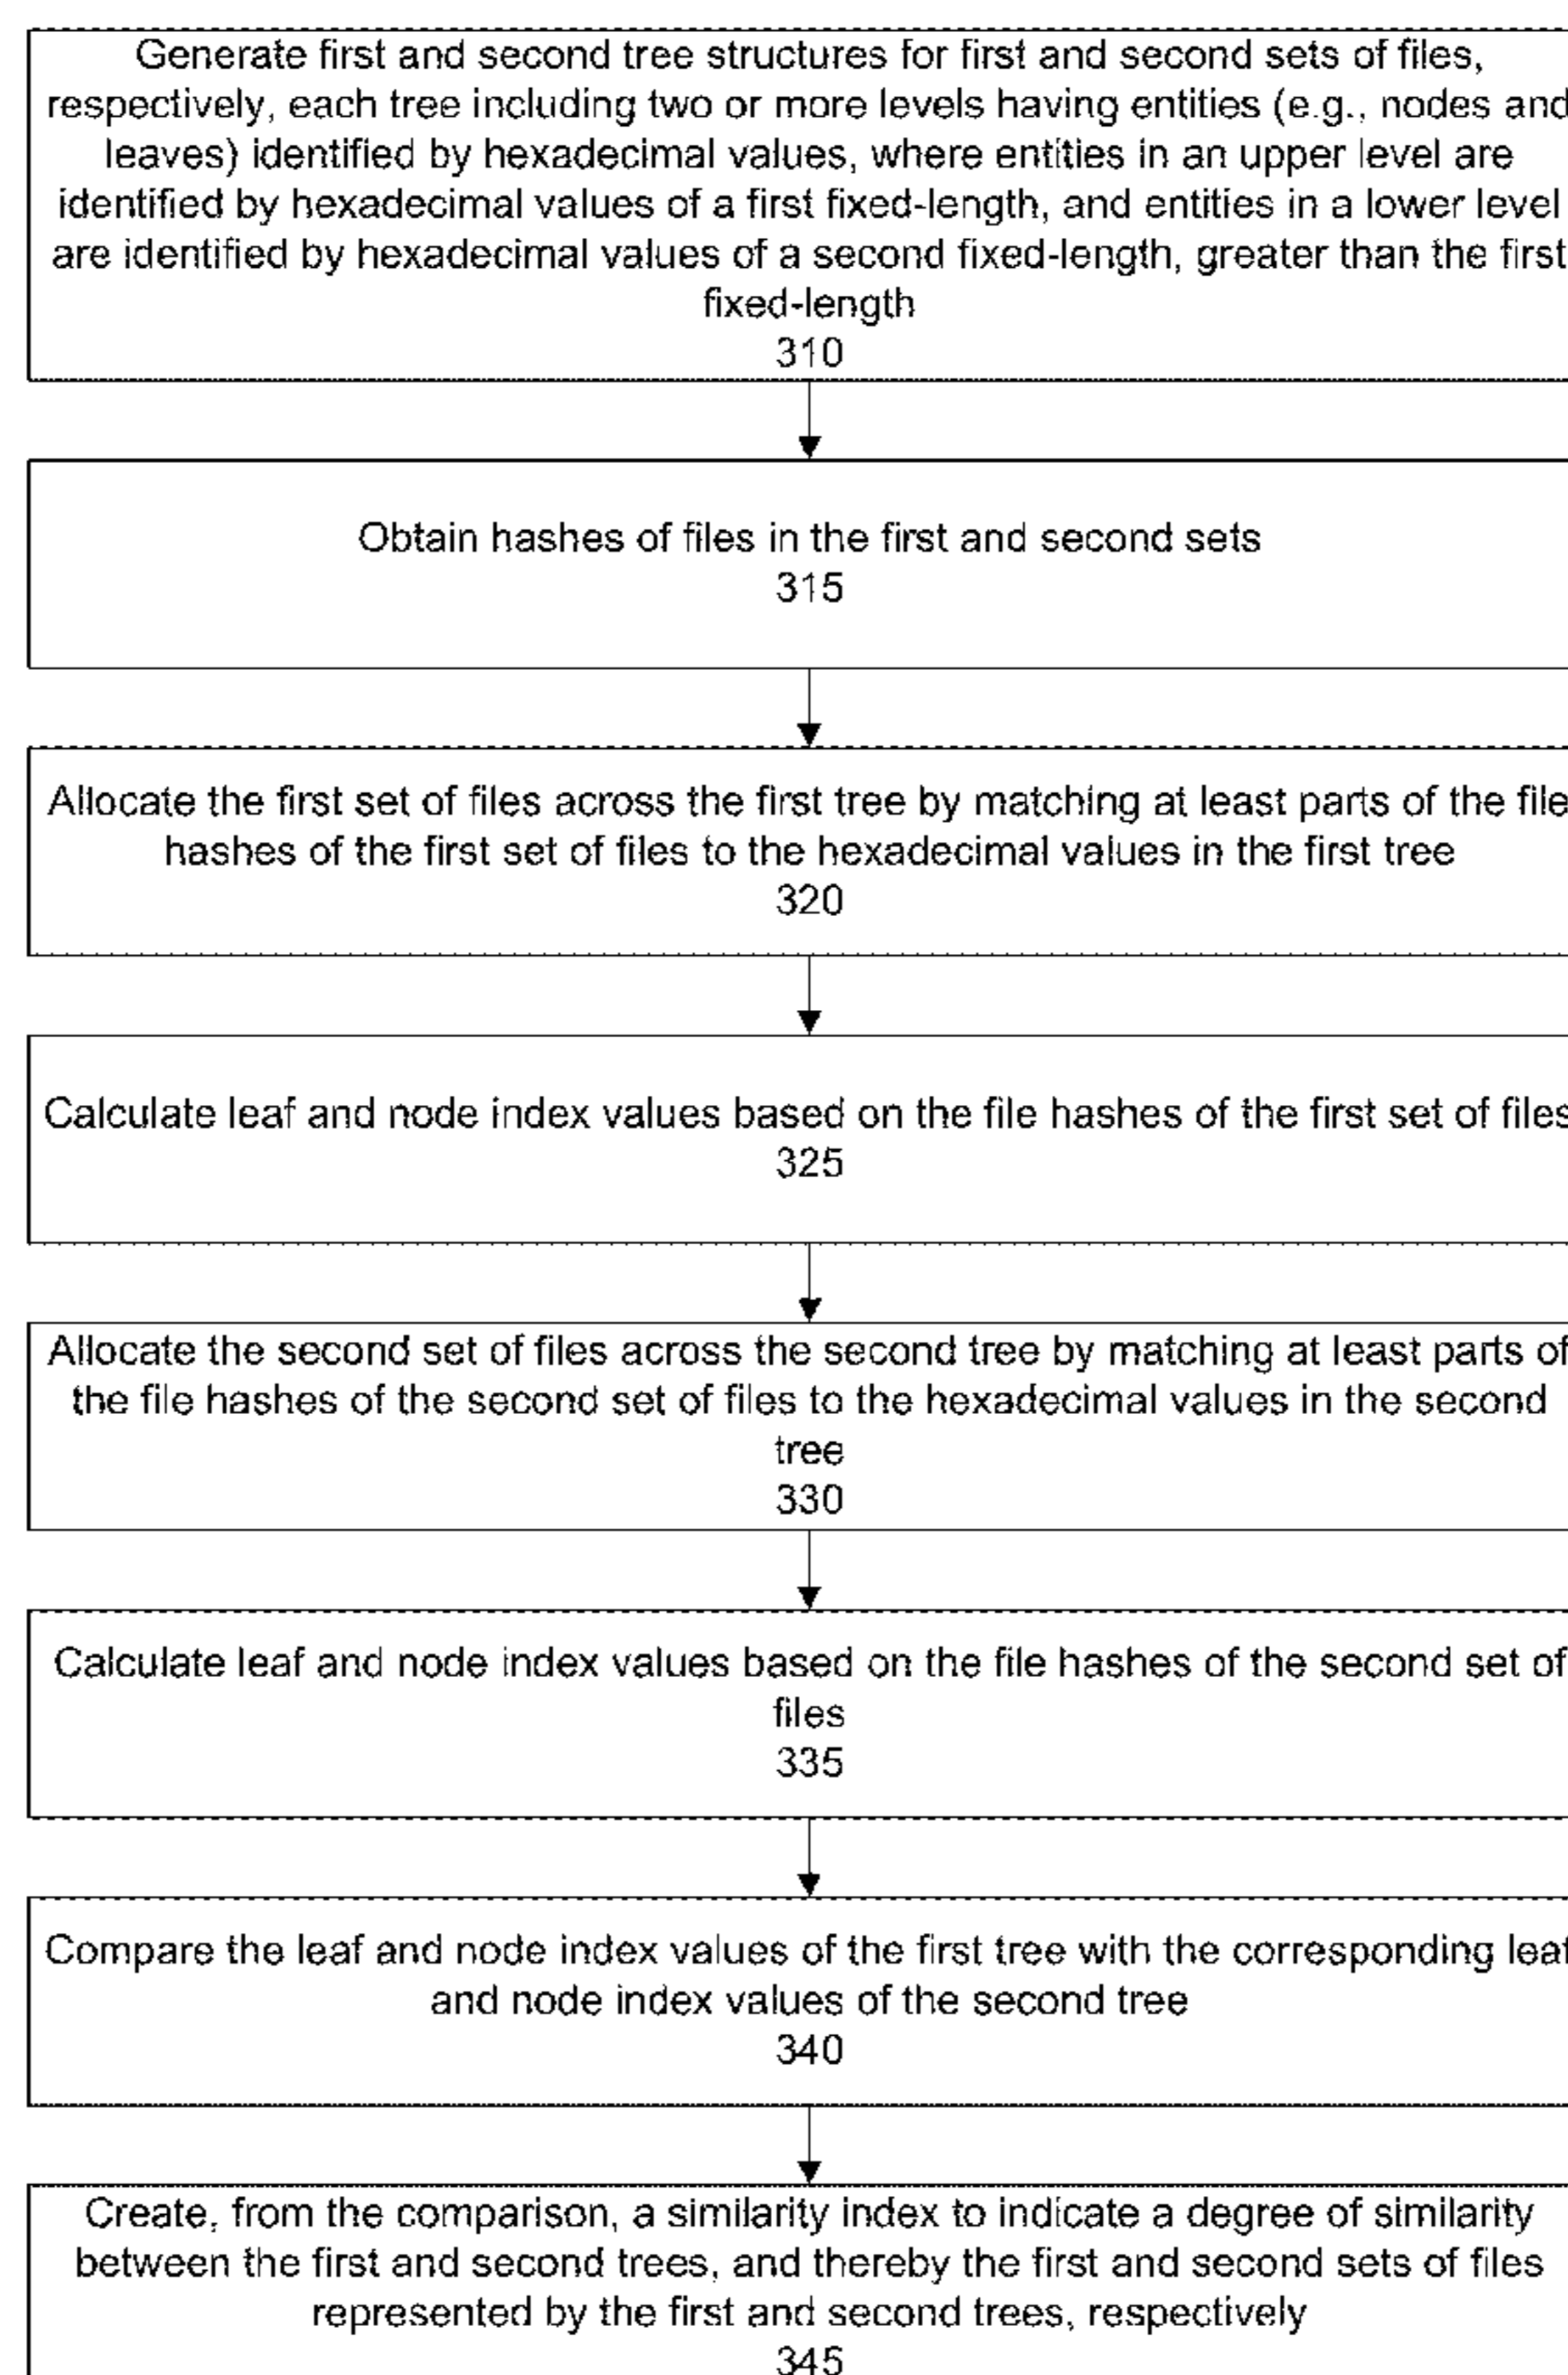 Generate first and second tree structures for first and second sets of files,
respectively, each tree including two or more levels having entities (e.g., nodes and
leaves) identified by hexadecimal values, where entities in an upper level are
identified by hexadecimal values of a first fixed-length, and entities in a lower level
are identified by hexadecimal values of a second fixed-length, greater than the first
fixed-length
310
Obtain hashes of files in the first and second sets
315
Allocate the first set of files across the first tree by matching at least parts of the file
hashes of the first set of files to the hexadecimal values in the first tree
320
Calculate leaf and node index values based on the file hashes of the first set of files
325
Allocate the second set of files across the second tree by matching at least parts of
the file hashes of the second set of files to the hexadecimal values in the second
tree
330
Calculate leaf and node index values based on the file hashes of the second set of
files
335
Compare the leaf and node index values of the first tree with the corresponding leaf
and node index values of the second tree
340
Create, from the comparison, a similarity index to indicate a degree of similarity
between the first and second trees, and thereby the first and second sets of files
represented by the first and second trees, respectively
345